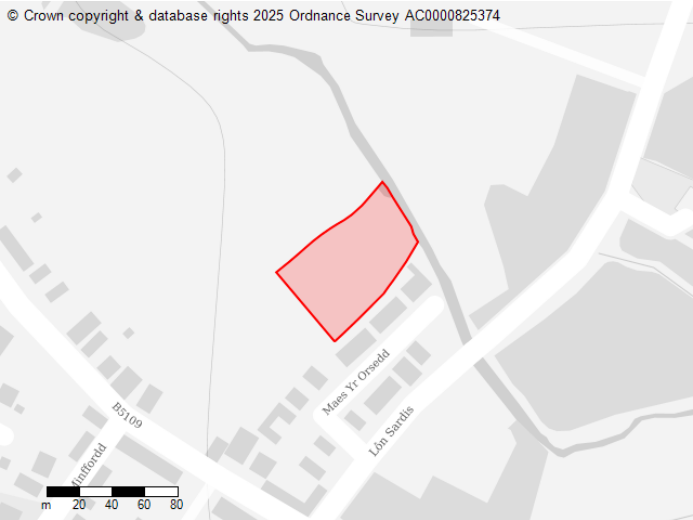 © Crown copyright & database rights 2025 Ordnance Survey AC0000825374
Maes Yr Orsedd
Lôn Sardis
B5109
m 20 40 60 80